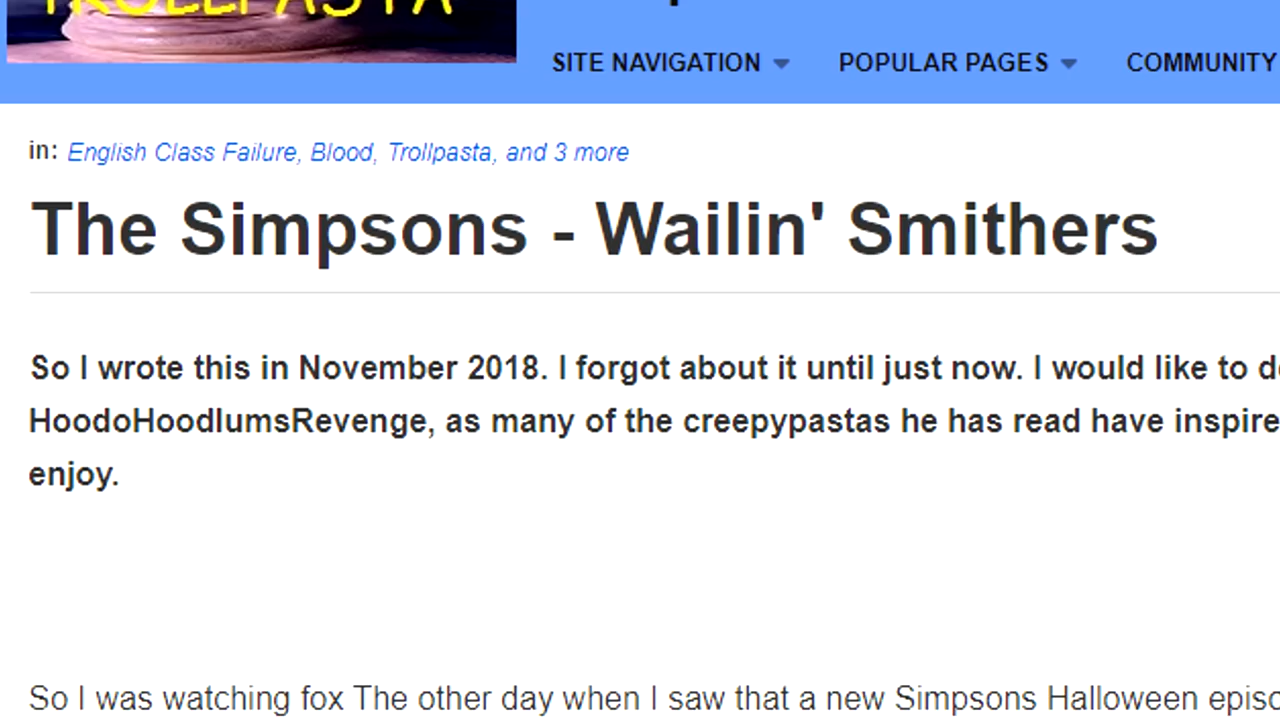 TROLLPASTA
SITE NAVIGATION POPULAR PAGES COMMUNITY
in: English Class Failure, Blood, Trollpasta, and 3 more
The Simpsons - Wailin' Smithers
So I wrote this in November 2018. I forgot about it until just now. I would like to
HoodoHoodlumsRevenge, as many of the creepypastas he has read have
enjoy.
So I was watching fox The other day when I saw that a new Simpsons Halloween